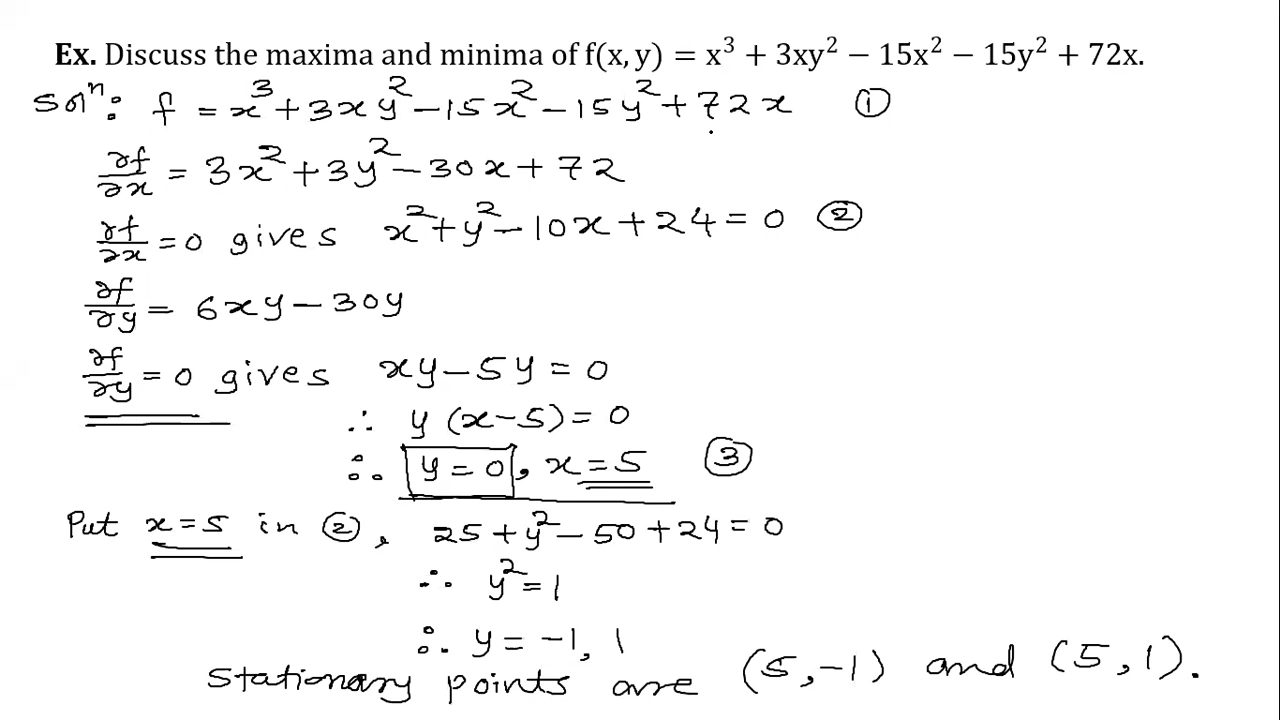 Ex. Discuss the maxima and minima of f(x, y) = x³ + 3xy² − 15x² − 15y² + 72x.
Solⁿ: f = x³ + 3xy² − 15x² − 15y² + 72x ①
∂f/∂x = 3x² + 3y² − 30x + 72
∂f/∂x = 0 gives x² + y² − 10x + 24 = 0 ②
∂f/∂y = 6xy − 30y
∂f/∂y = 0 gives xy − 5y = 0
∴ y (x − 5) = 0
∴ y = 0, x = 5 ③
Put x = 5 in ②, 25 + y² − 50 + 24 = 0
∴ y² = 1
∴ y = −1, 1
Stationary points are (5, −1) and (5, 1).